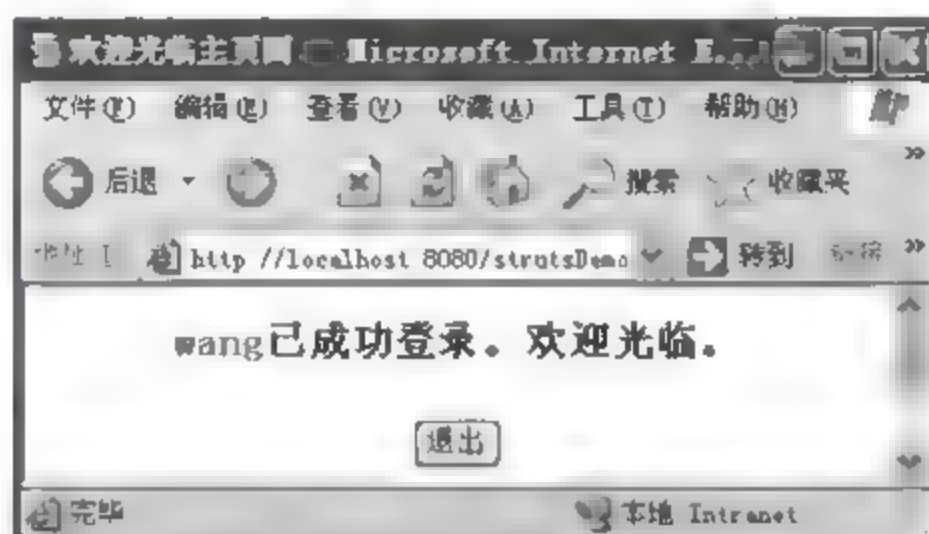 欢迎光临主页面 Microsoft Internet E...
文件(F) 编辑(E) 查看(V) 收藏(A) 工具(T) 帮助(H)
后退 搜索 收藏夹
http //localhost 8080/strutsDemo 转到
wang已成功登录。欢迎光临。
退出
完毕 本地 Intranet